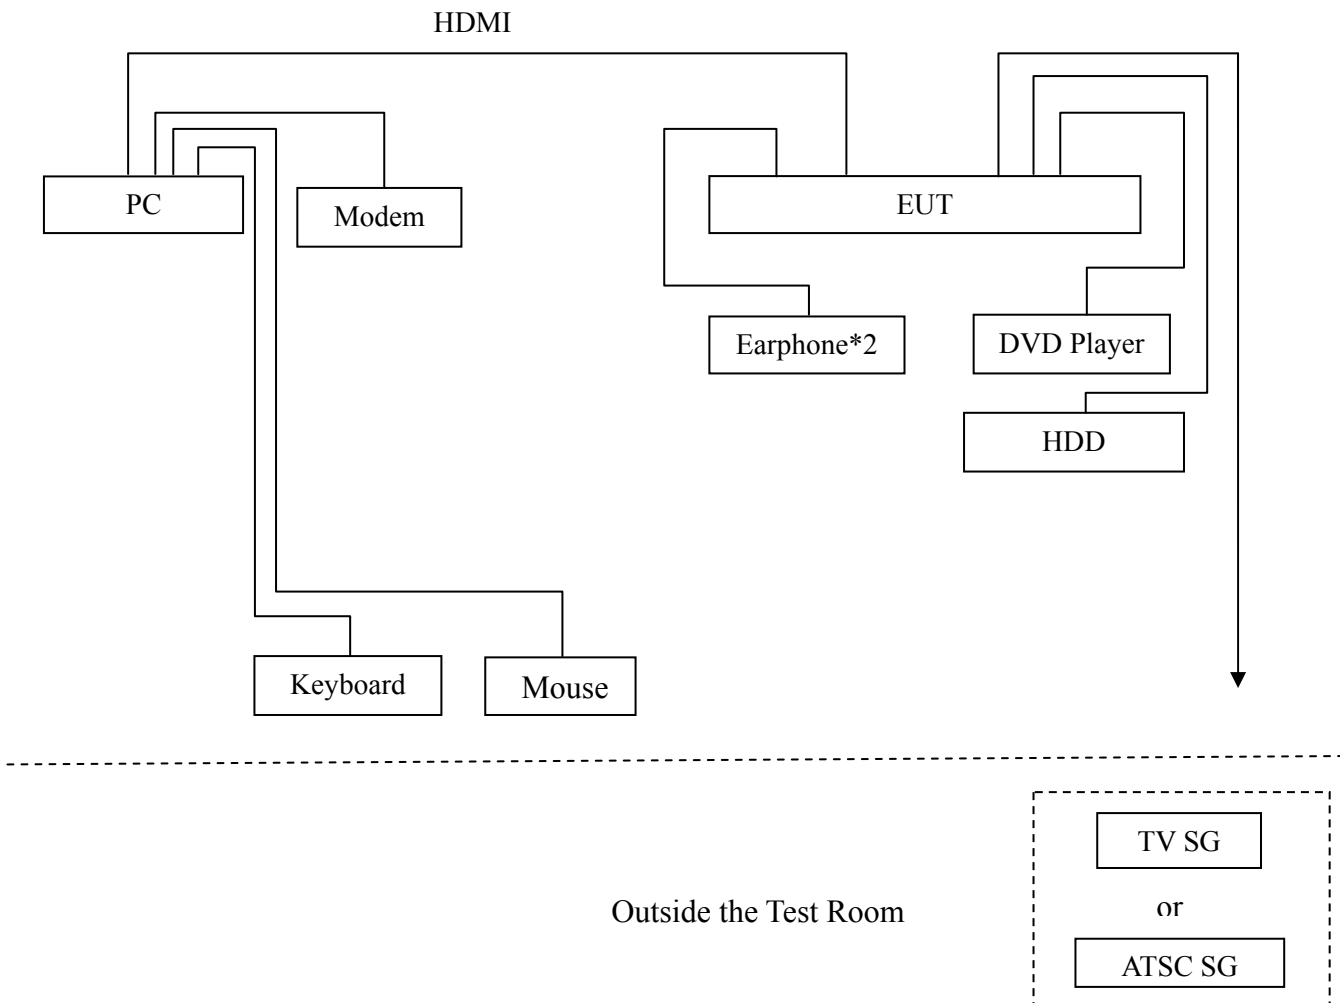 HDMI
PC
Modem
EUT
Earphone*2
DVD Player
HDD
Keyboard
Mouse
TV SG
Outside the Test Room
or
ATSC SG